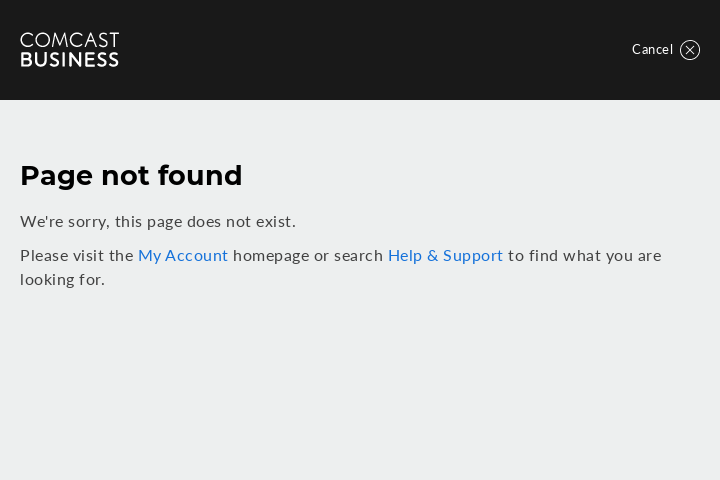 COMCAST
BUSINESS
Cancel
Page not found
We're sorry, this page does not exist.
Please visit the My Account homepage or search Help & Support to find what you are
looking for.